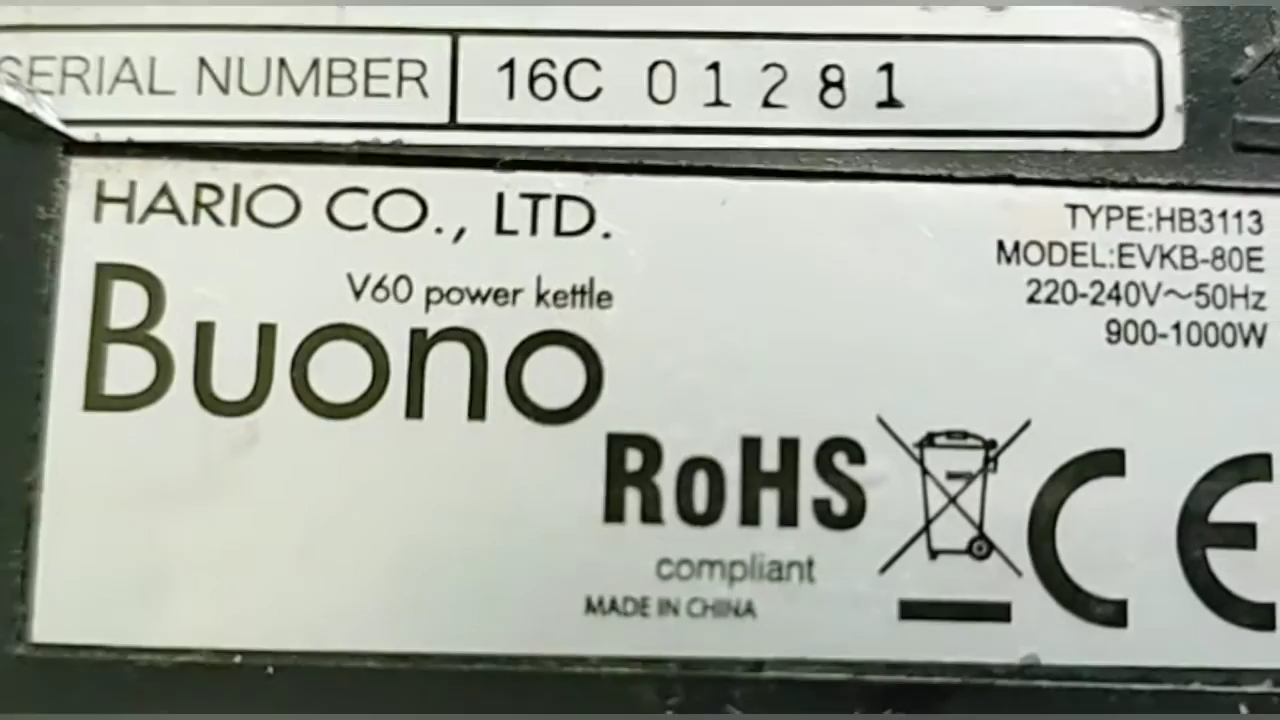 SERIAL NUMBER 16C 01281
HARIO CO., LTD.
V60 power kettle
Buono
TYPE:HB3113
MODEL:EVKB-80E
220-240V～50Hz
900-1000W
RoHS
compliant
MADE IN CHINA
CE